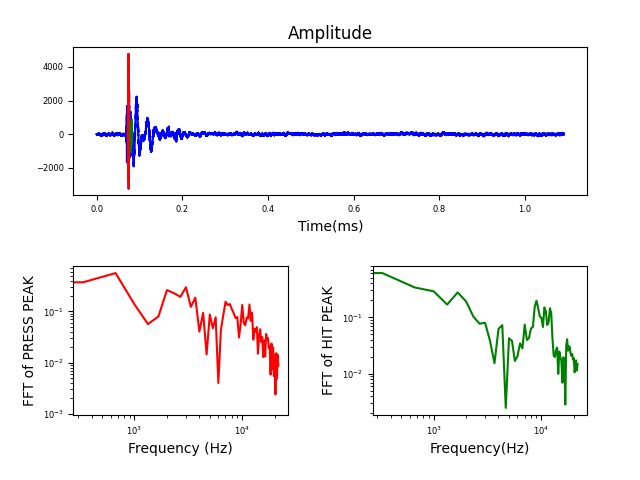 Amplitude
4000
2000
0
−2000
0.0 0.2 0.4 0.6 0.8 1.0
Time(ms)
FFT of PRESS PEAK
10⁻¹
10⁻²
10⁻³
10³ 10⁴
Frequency (Hz)
FFT of HIT PEAK
10⁻¹
10⁻²
10³ 10⁴
Frequency(Hz)